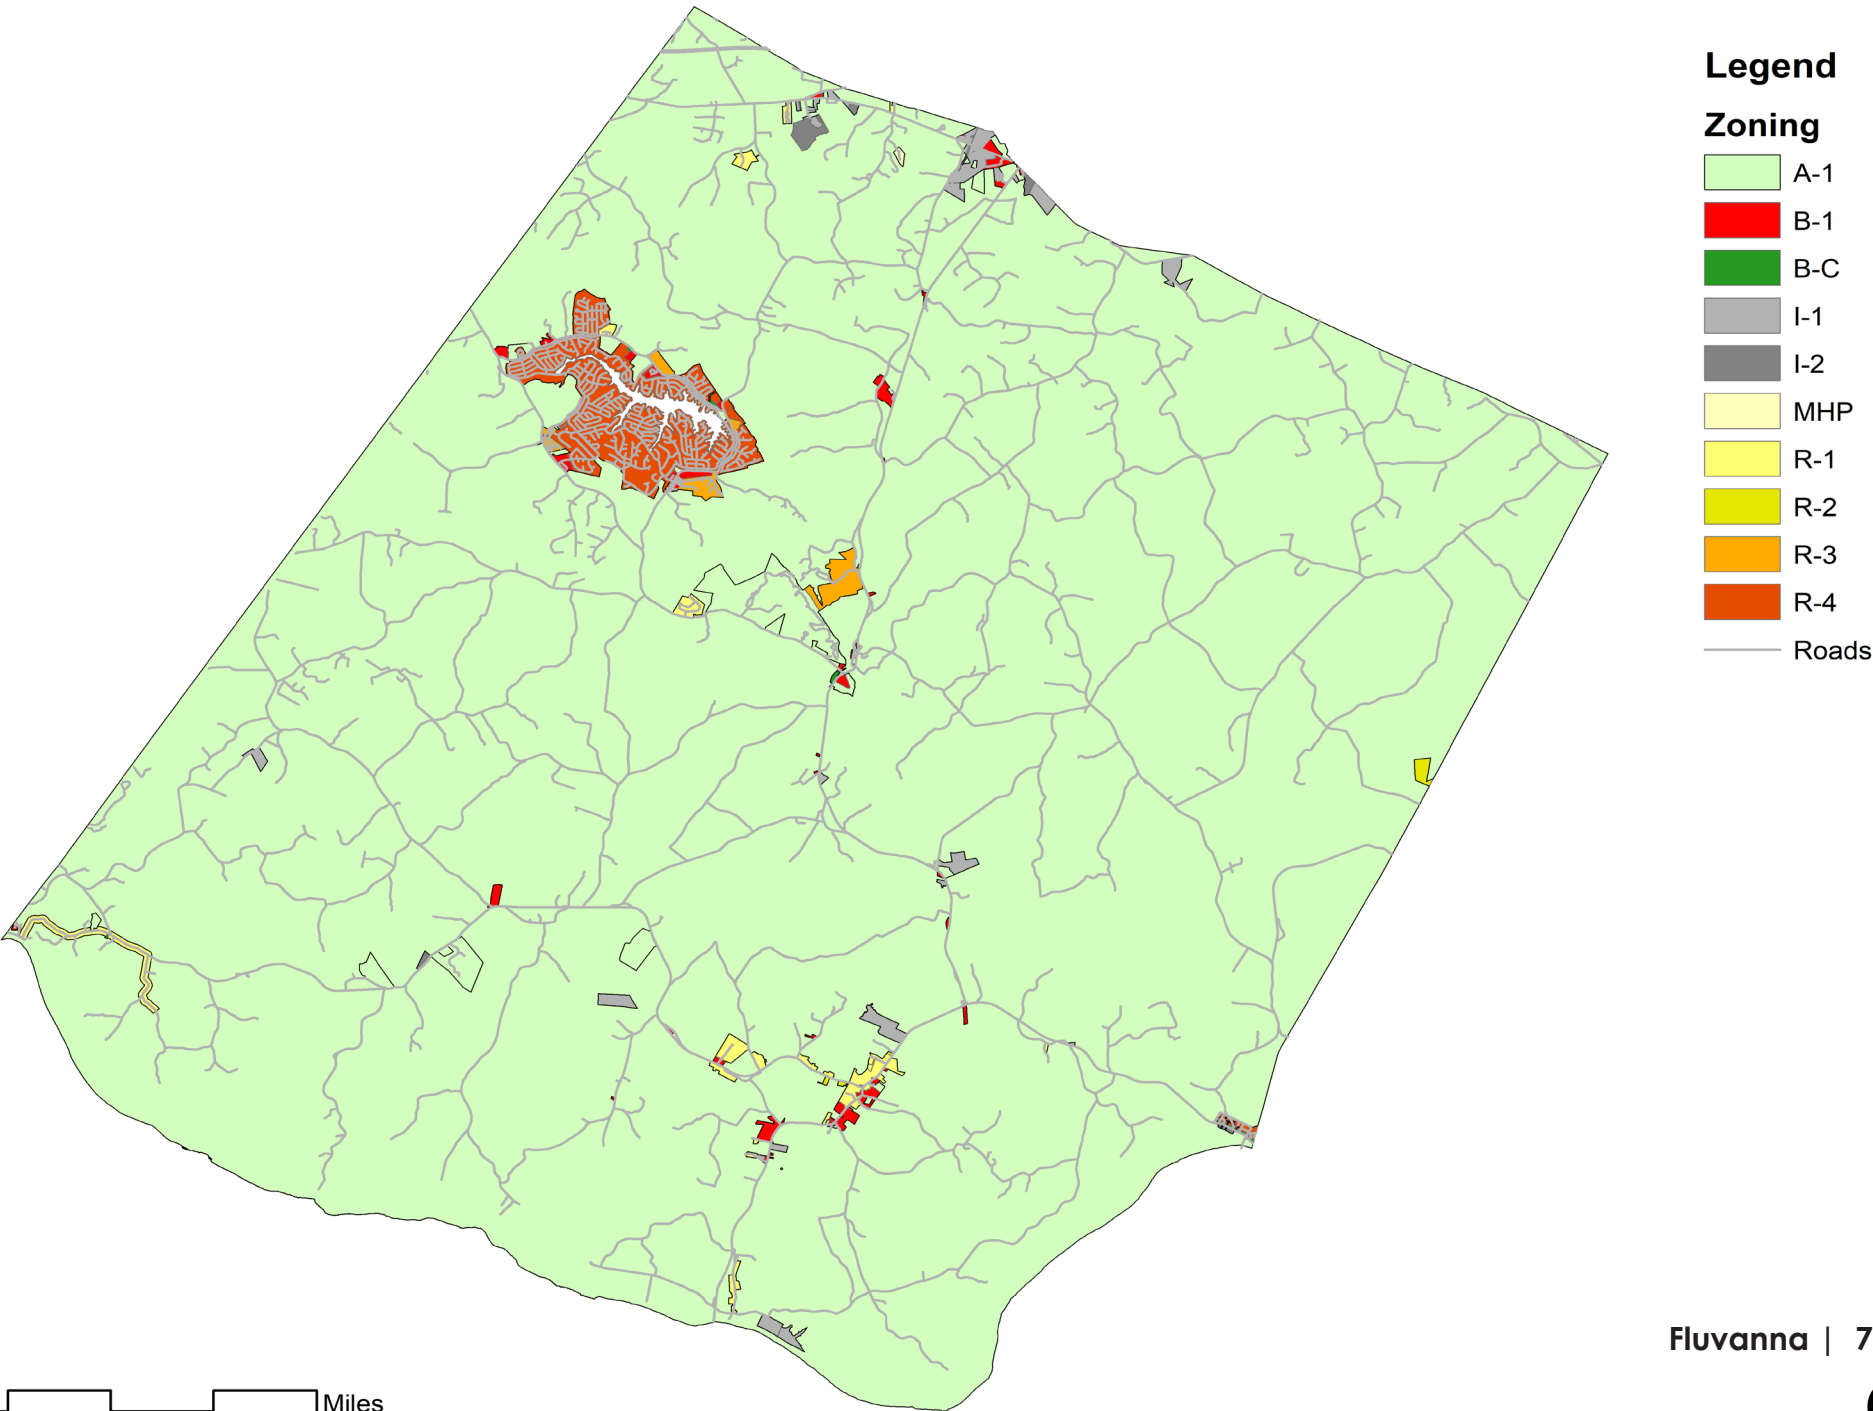 Legend
Zoning
A-1
B-1
B-C
I-1
I-2
MHP
R-1
R-2
R-3
R-4
Roads
Fluvanna | 7
Miles